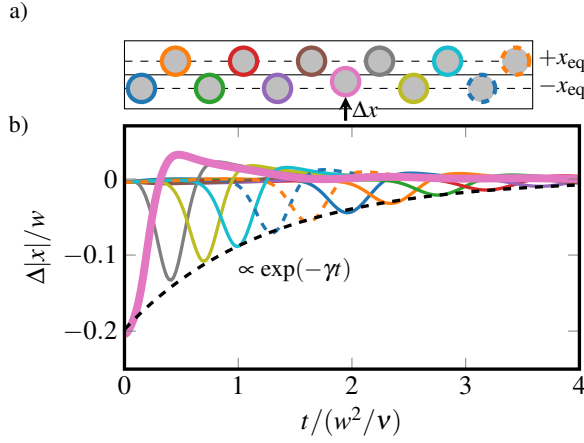 a)
+x_eq
−x_eq
Δx
b)
0
−0.1
−0.2
∝ exp(−γt)
Δ|x|/w
0 1 2 3 4
t/(w²/ν)